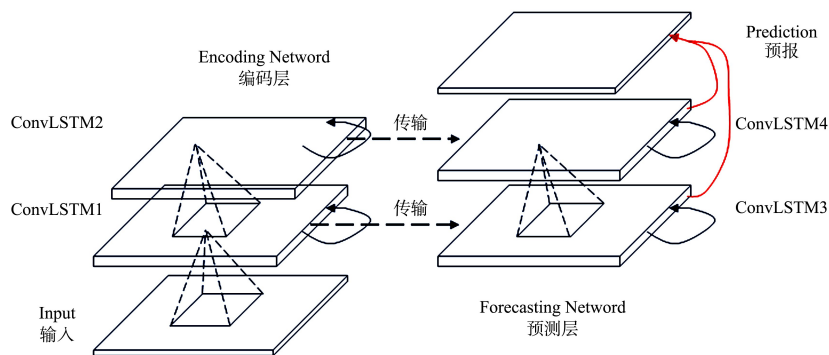 Encoding Netword
编码层
Prediction
预报
ConvLSTM2
传输
ConvLSTM4
ConvLSTM1
传输
ConvLSTM3
Input
输入
Forecasting Netword
预测层